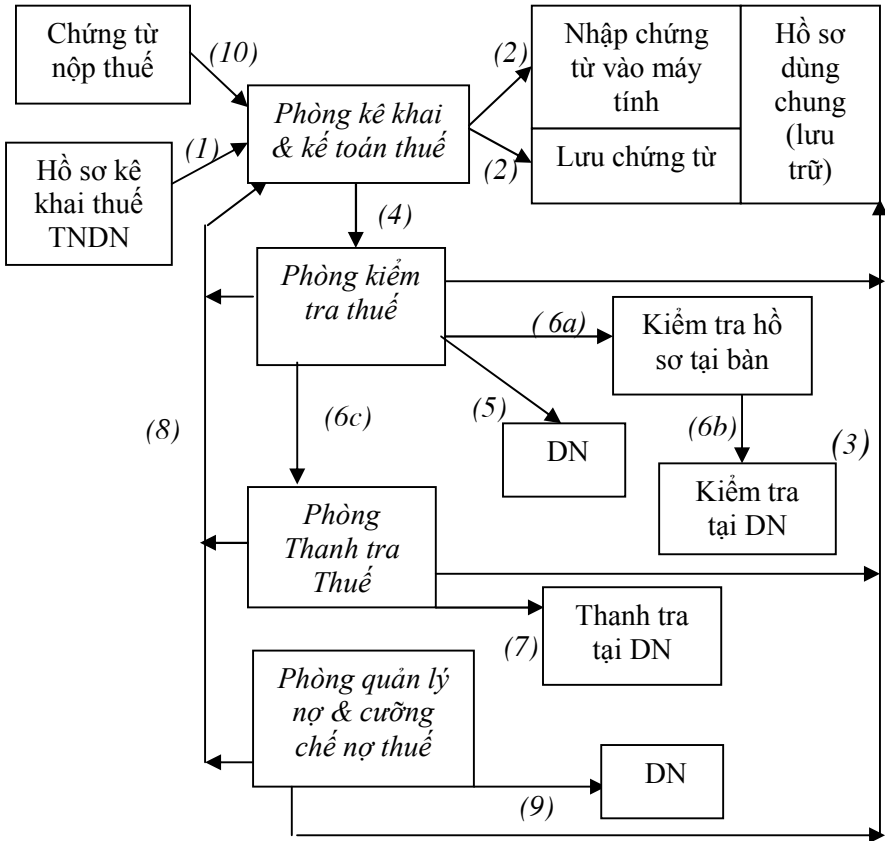 Chứng từ
nộp thuế
(10)
(2)
Nhập chứng
từ vào máy
tính
Hồ sơ
dùng
chung
(lưu
trữ)
Phòng kê khai
& kế toán thuế
(1)
(2)
Lưu chứng từ
Hồ sơ kê
khai thuế
TNDN
(4)
Phòng kiểm
tra thuế
( 6a)
Kiểm tra hồ
sơ tại bàn
(8)
(6c)
(5)
DN
(6b)
(3)
Kiểm tra
tại DN
Phòng
Thanh tra
Thuế
(7)
Thanh tra
tại DN
Phòng quản lý
nợ & cưỡng
chế nợ thuế
(9)
DN